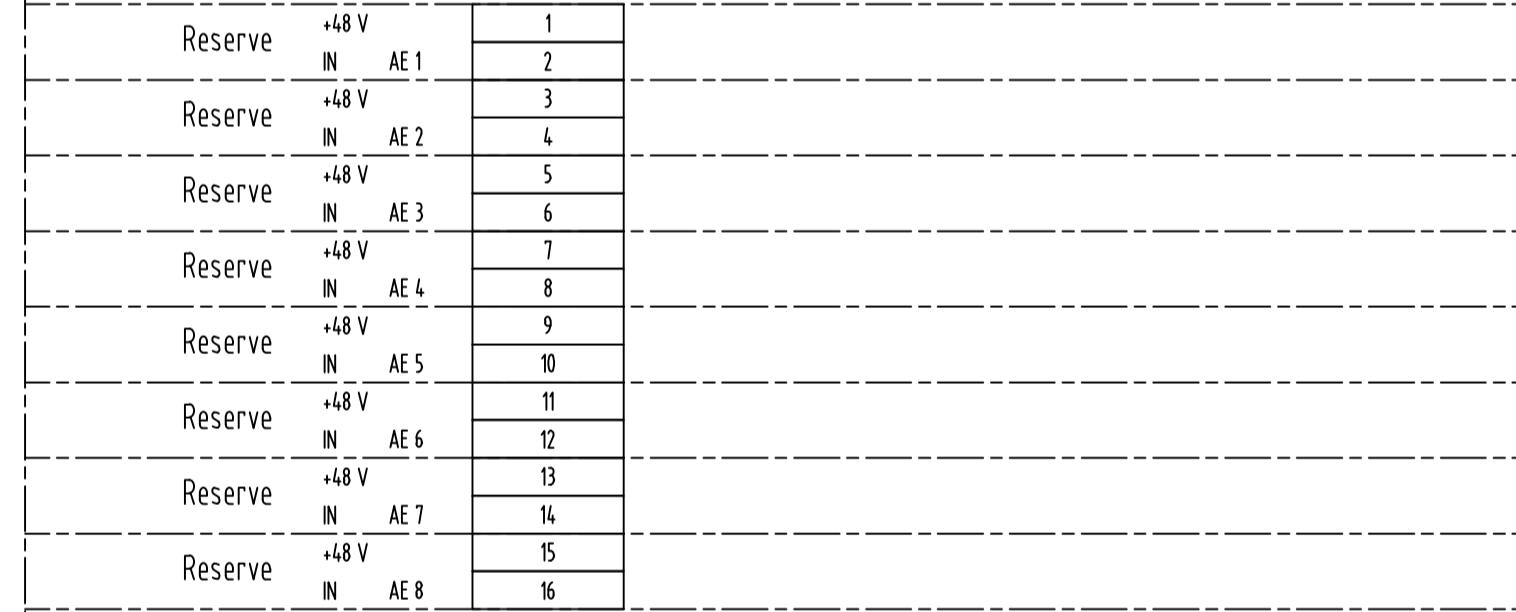 +48 V 1
Reserve
IN AE 1 2
+48 V 3
Reserve
IN AE 2 4
+48 V 5
Reserve
IN AE 3 6
+48 V 7
Reserve
IN AE 4 8
+48 V 9
Reserve
IN AE 5 10
+48 V 11
Reserve
IN AE 6 12
+48 V 13
Reserve
IN AE 7 14
+48 V 15
Reserve
IN AE 8 16